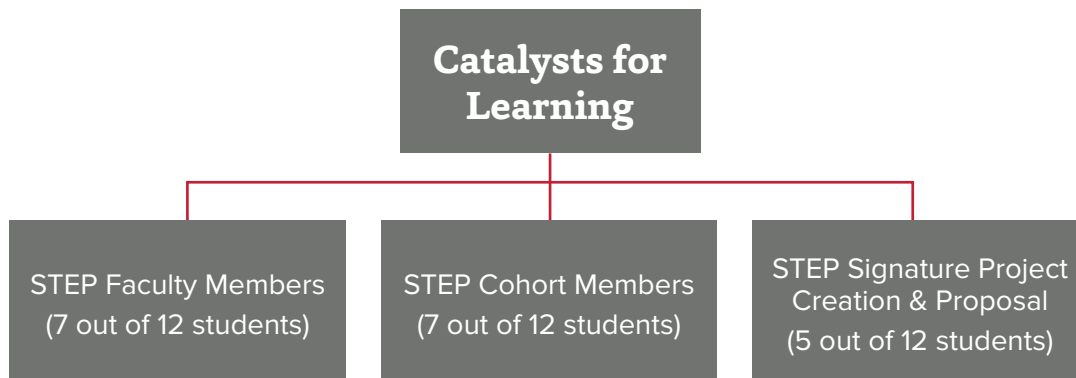 Catalysts for
Learning
STEP Faculty Members
(7 out of 12 students)
STEP Cohort Members
(7 out of 12 students)
STEP Signature Project
Creation & Proposal
(5 out of 12 students)